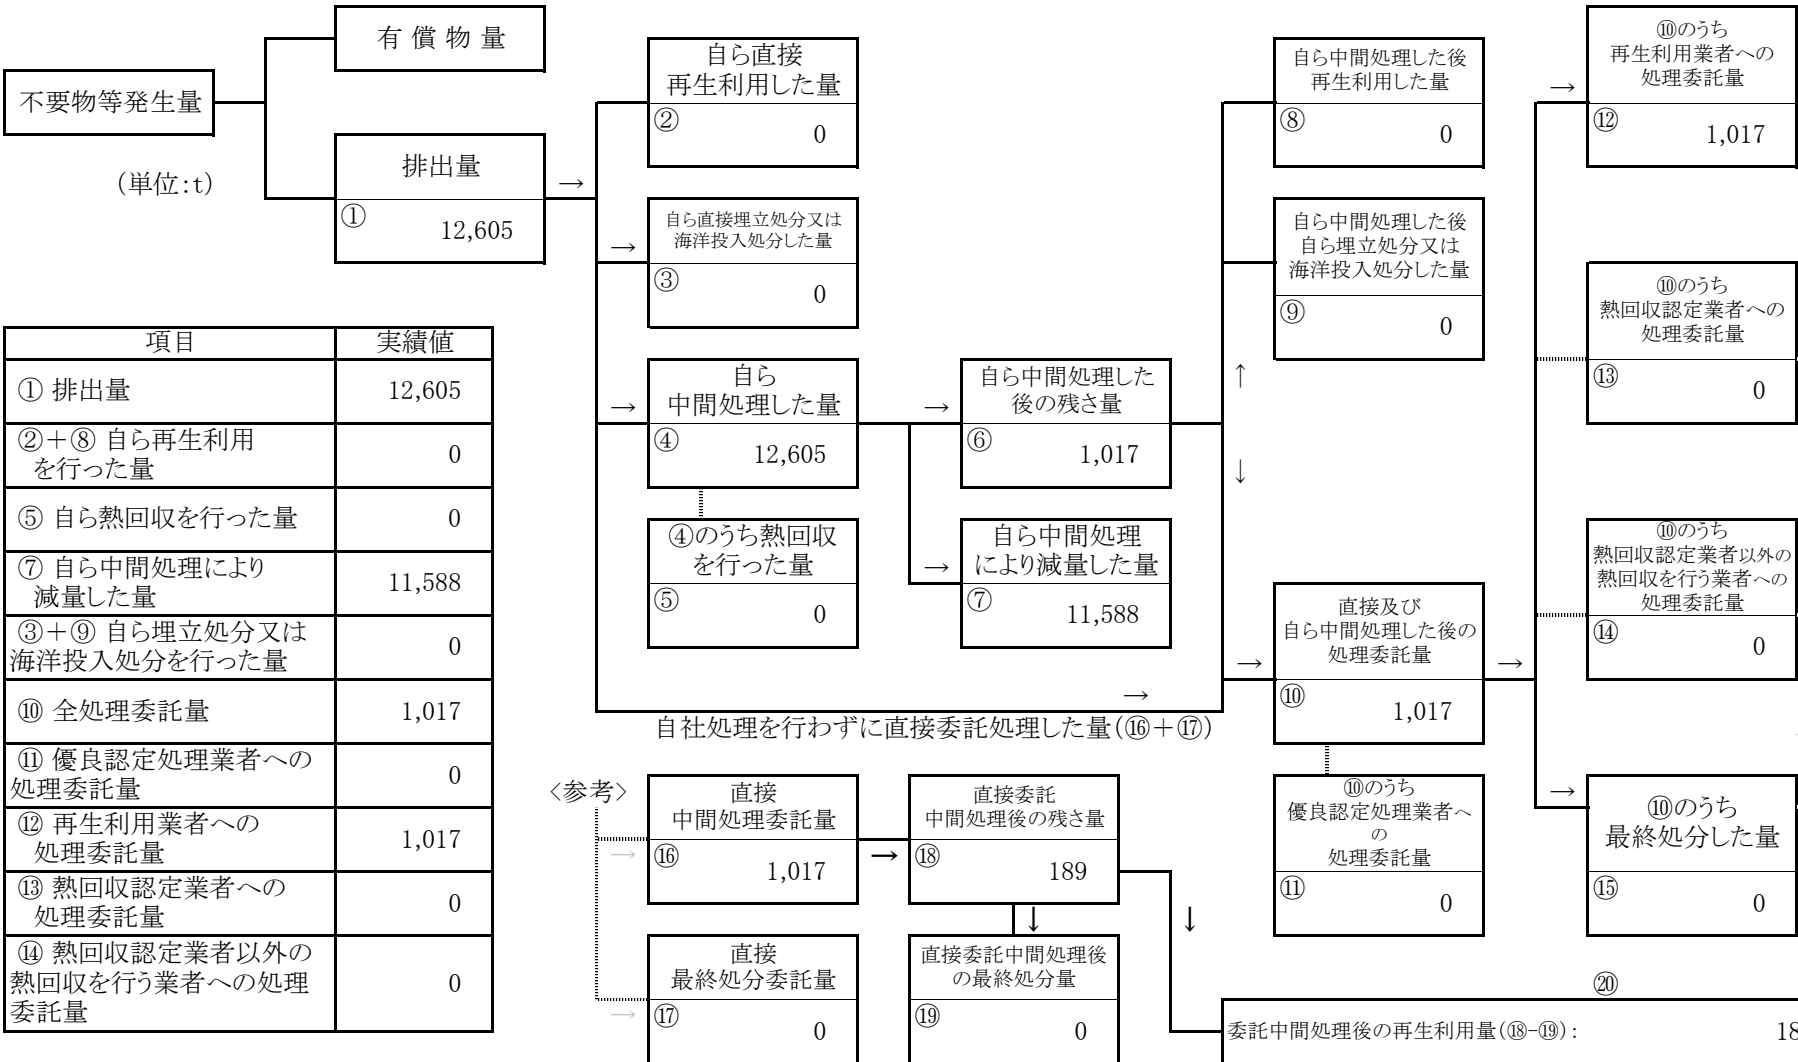 有償物量
不要物等発生量
(単位:t)
排出量
①
12,605
→
自ら直接
再生利用した量
②
0
→
自ら直接埋立処分又は
海洋投入処分した量
③
0
→
自ら
中間処理した量
④
12,605
④のうち熱回収
を行った量
⑤
0
→
自ら中間処理した
後の残さ量
⑥
1,017
→
自ら中間処理
により減量した量
⑦
11,588
自ら中間処理した後
再生利用した量
⑧
0
自ら中間処理した後
自ら埋立処分又は
海洋投入処分した量
⑨
0
↑
↓
→
直接及び
自ら中間処理した後の
処理委託量
⑩
1,017
→
⑩のうち
優良認定処理業者へ
の
処理委託量
⑪
0
→
⑩のうち
再生利用業者への
処理委託量
⑫
1,017
⑩のうち
熱回収認定業者への
処理委託量
⑬
0
⑩のうち
熱回収認定業者以外の
熱回収を行う業者への
処理委託量
⑭
0
→
⑩のうち
最終処分した量
⑮
0
→
自社処理を行わずに直接委託処理した量(⑯＋⑰)
項目 実績値
① 排出量 12,605
②＋⑧ 自ら再生利用
を行った量 0
⑤ 自ら熱回収を行った量 0
⑦ 自ら中間処理により
減量した量 11,588
③＋⑨ 自ら埋立処分又は
海洋投入処分を行った量 0
⑩ 全処理委託量 1,017
⑪ 優良認定処理業者への
処理委託量 0
⑫ 再生利用業者への
処理委託量 1,017
⑬ 熱回収認定業者への
処理委託量 0
⑭ 熱回収認定業者以外の
熱回収を行う業者への処理
委託量 0
〈参考〉
→
直接
中間処理委託量
⑯
1,017
→
直接委託
中間処理後の残さ量
⑱
189
↓
↓
→
直接
最終処分委託量
⑰
0
直接委託中間処理後
の最終処分量
⑲
0
⑳
委託中間処理後の再生利用量(⑱-⑲)： 18